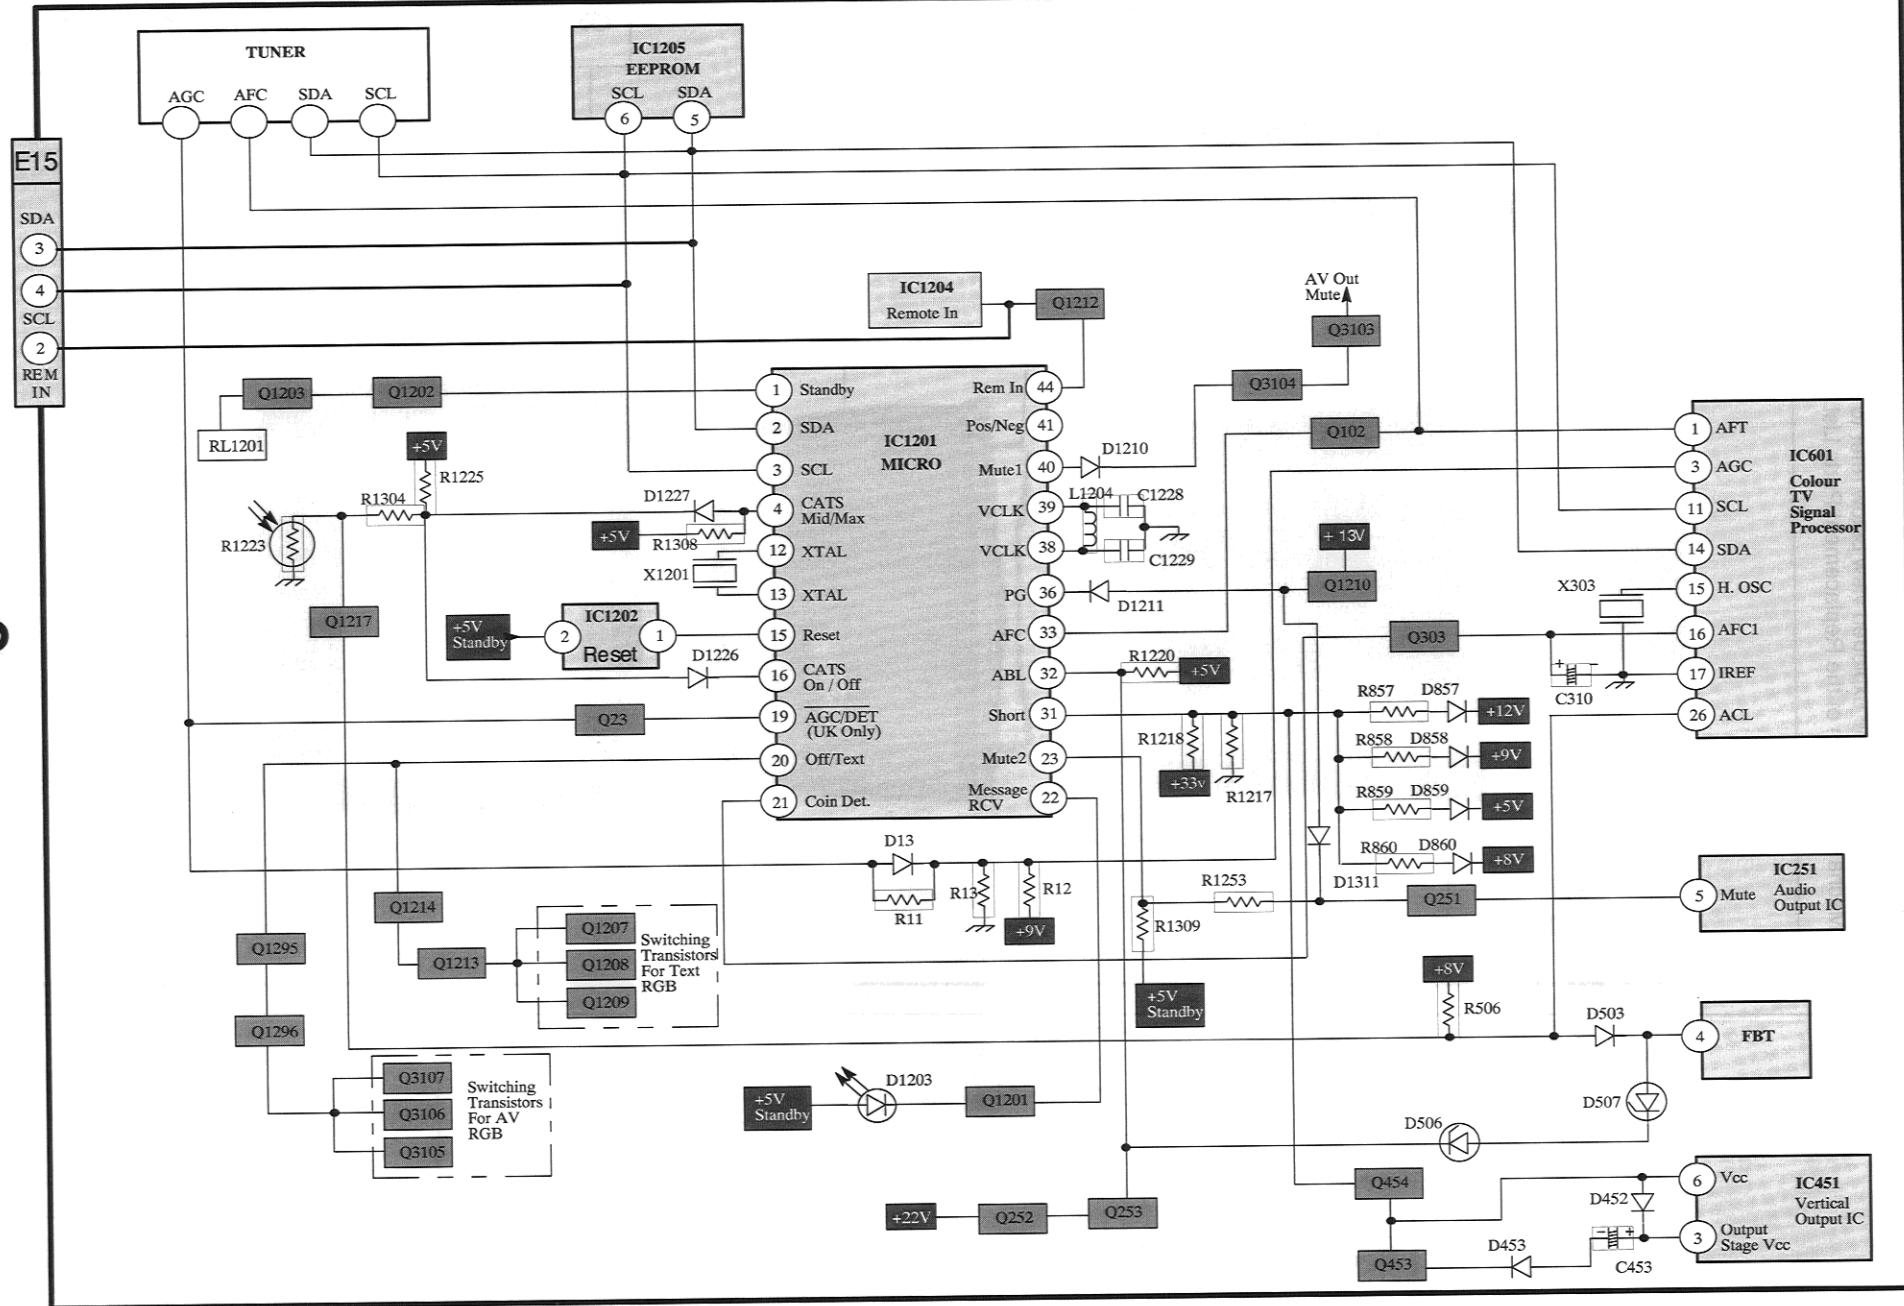 TUNER
AGC
AFC
SDA
SCL
IC1205
EEPROM
SCL
SDA
6
5
E15
SDA
3
4
SCL
2
REM
IN
IC1204
Remote In
Q1212
AV Out
Mute
Q3103
Q3104
Q1203
Q1202
RL1201
+5V
R1225
R1304
R1223
D1227
+5V
R1308
X1201
Q1217
+5V
Standby
IC1202
2
1
Reset
D1226
Q23
IC1201
MICRO
1
Standby
2
SDA
3
SCL
4
CATS
Mid/Max
12
XTAL
13
XTAL
15
Reset
16
CATS
On / Off
19
AGC/DET
(UK Only)
20
Off/Text
21
Coin Det.
Rem In
44
Pos/Neg
41
Mute1
40
VCLK
39
VCLK
38
PG
36
AFC
33
ABL
32
Short
31
Mute2
23
Message
RCV
22
D1210
L1204
C1228
C1229
D1211
Q102
+ 13V
Q1210
R1220
+5V
Q303
X303
C310
+
−
IC601
Colour
TV
Signal
Processor
1
AFT
3
AGC
11
SCL
14
SDA
15
H. OSC
16
AFC1
17
IREF
26
ACL
R1218
+33v
R1217
R857
D857
+12V
R858
D858
+9V
R859
D859
+5V
R860
D860
+8V
D1311
D13
R11
R13
R12
+9V
R1253
R1309
+5V
Standby
Q251
IC251
Audio
Output IC
5
Mute
Q1214
Q1295
Q1213
Q1207
Q1208
Q1209
Switching
Transistors
For Text
RGB
Q1296
Q3107
Q3106
Q3105
Switching
Transistors
For AV
RGB
+8V
R506
D503
4
FBT
D507
D506
+5V
Standby
D1203
Q1201
+22V
Q252
Q253
Q454
Q453
D453
D452
−
+
C453
IC451
Vertical
Output IC
6
Vcc
3
Output
Stage Vcc